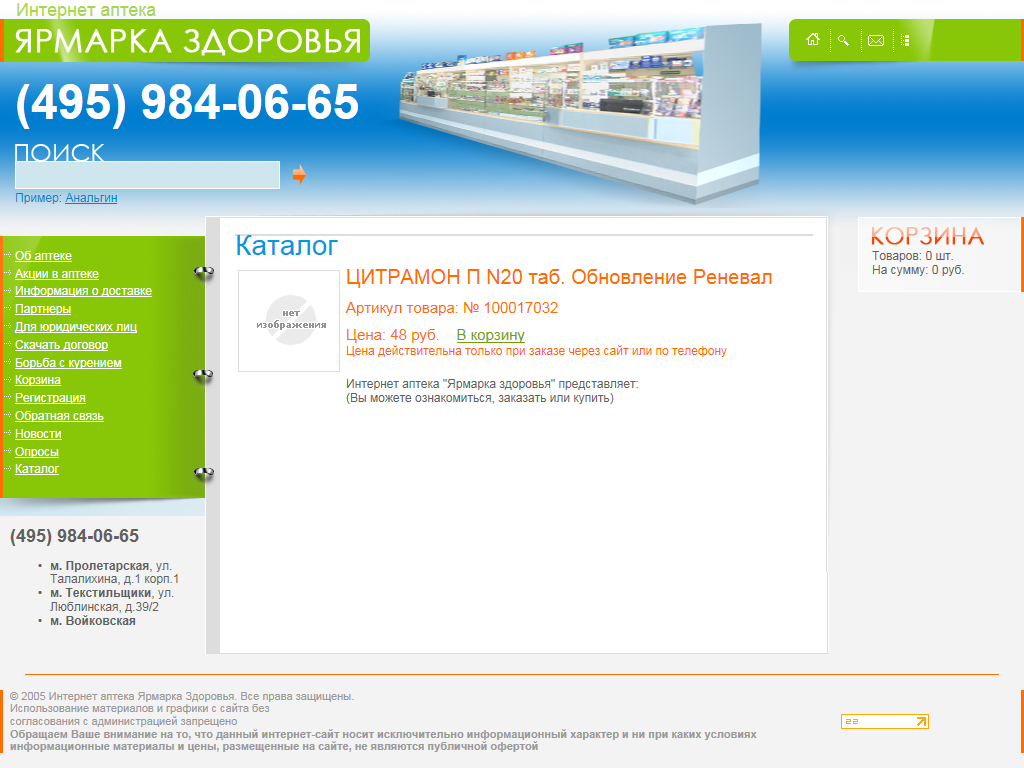 Интернет аптека
ЯРМАРКА ЗДОРОВЬЯ
(495) 984-06-65
ПОИСК
Пример: Анальгин
Об аптеке
Акции в аптеке
Информация о доставке
Партнеры
Для юридических лиц
Скачать договор
Борьба с курением
Корзина
Регистрация
Обратная связь
Новости
Опросы
Каталог
(495) 984-06-65
• м. Пролетарская, ул.
Талалихина, д.1 корп.1
• м. Текстильщики, ул.
Люблинская, д.39/2
• м. Войковская
Каталог
нет
изображения
ЦИТРАМОН П N20 таб. Обновление Реневал
Артикул товара: № 100017032
Цена: 48 руб. В корзину
Цена действительна только при заказе через сайт или по телефону
Интернет аптека "Ярмарка здоровья" представляет:
(Вы можете ознакомиться, заказать или купить)
КОРЗИНА
Товаров: 0 шт.
На сумму: 0 руб.
© 2005 Интернет аптека Ярмарка Здоровья. Все права защищены.
Использование материалов и графики с сайта без
согласования с администрацией запрещено
Обращаем Ваше внимание на то, что данный интернет-сайт носит исключительно информационный характер и ни при каких условиях
информационные материалы и цены, размещенные на сайте, не являются публичной офертой
22